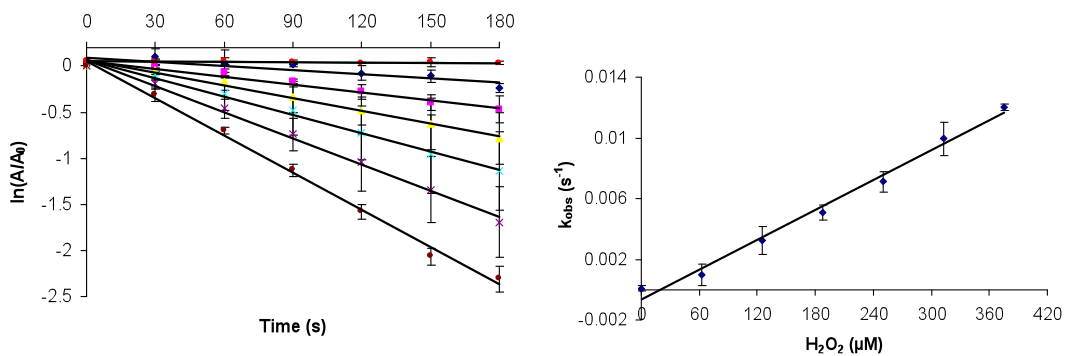 0 30 60 90 120 150 180
0
-0.5
-1
-1.5
-2
-2.5
ln(A/A₀)
Time (s)
0.014
0.01
0.006
0.002
-0.002
k_obs (s⁻¹)
0 60 120 180 240 300 360 420
H₂O₂ (µM)